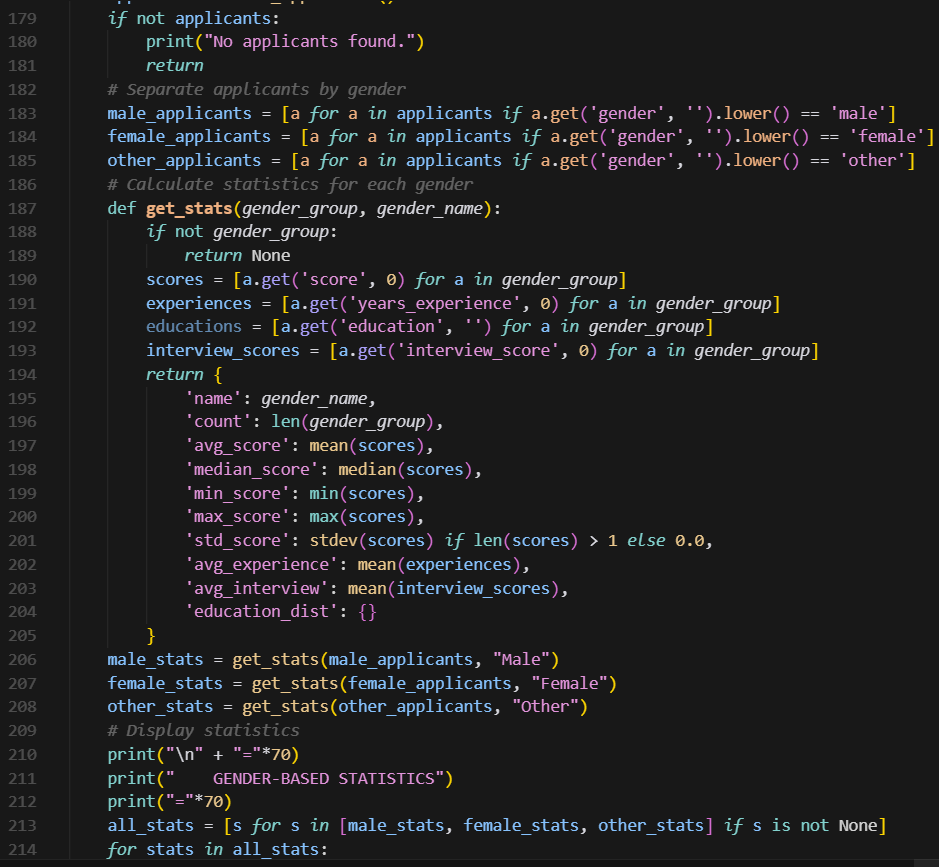 179 if not applicants:
180 print("No applicants found.")
181 return
182 # Separate applicants by gender
183 male_applicants = [a for a in applicants if a.get('gender', '').lower() == 'male']
184 female_applicants = [a for a in applicants if a.get('gender', '').lower() == 'female']
185 other_applicants = [a for a in applicants if a.get('gender', '').lower() == 'other']
186 # Calculate statistics for each gender
187 def get_stats(gender_group, gender_name):
188 if not gender_group:
189 return None
190 scores = [a.get('score', 0) for a in gender_group]
191 experiences = [a.get('years_experience', 0) for a in gender_group]
192 educations = [a.get('education', '') for a in gender_group]
193 interview_scores = [a.get('interview_score', 0) for a in gender_group]
194 return {
195 'name': gender_name,
196 'count': len(gender_group),
197 'avg_score': mean(scores),
198 'median_score': median(scores),
199 'min_score': min(scores),
200 'max_score': max(scores),
201 'std_score': stdev(scores) if len(scores) > 1 else 0.0,
202 'avg_experience': mean(experiences),
203 'avg_interview': mean(interview_scores),
204 'education_dist': {}
205 }
206 male_stats = get_stats(male_applicants, "Male")
207 female_stats = get_stats(female_applicants, "Female")
208 other_stats = get_stats(other_applicants, "Other")
209 # Display statistics
210 print("\n" + "="*70)
211 print("    GENDER-BASED STATISTICS")
212 print("="*70)
213 all_stats = [s for s in [male_stats, female_stats, other_stats] if s is not None]
214 for stats in all_stats: